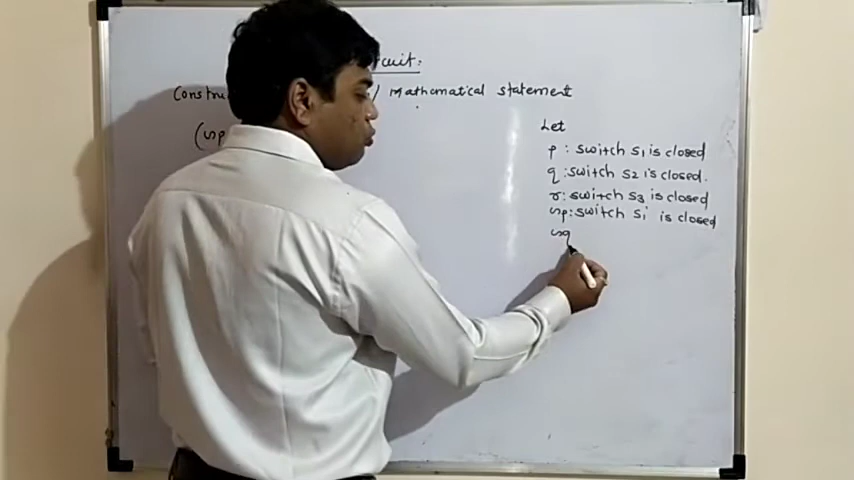 cuit:
Constru / Mathematical statement
(~p
Let
p : switch S1 is closed
q : switch S2 is closed.
r : switch S3 is closed
~p : switch S1' is closed
~q